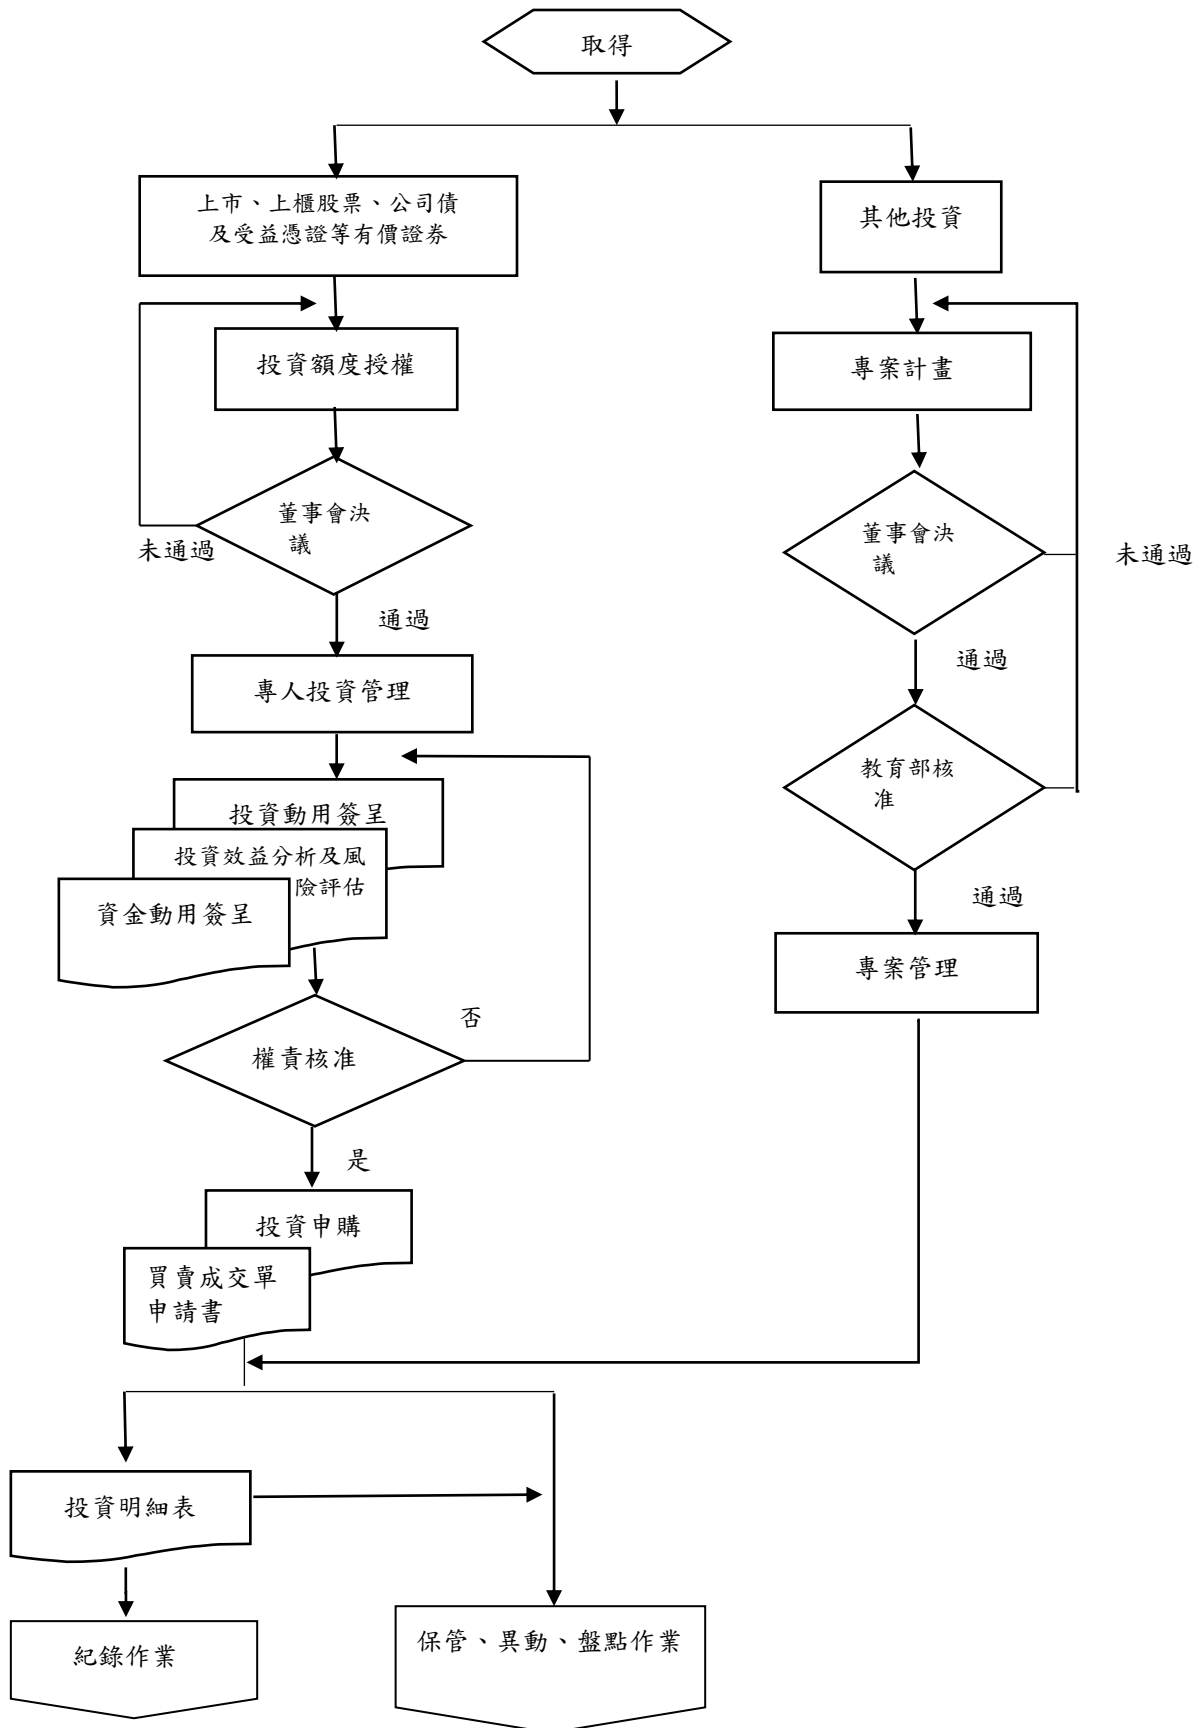 取得
上市、上櫃股票、公司債
及受益憑證等有價證券
其他投資
投資額度授權
專案計畫
董事會決
議
未通過
董事會決
議
未通過
通過
通過
專人投資管理
教育部核
准
投資動用簽呈
投資效益分析及風
險評估
資金動用簽呈
通過
專案管理
否
權責核准
是
投資申購
買賣成交單
申請書
投資明細表
紀錄作業
保管、異動、盤點作業